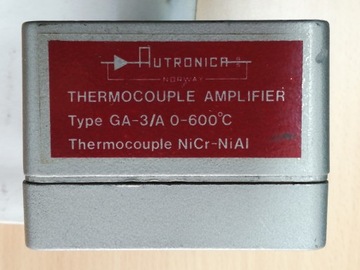 AUTRONICA
NORWAY
THERMOCOUPLE AMPLIFIER
Type GA-3/A 0-600°C
Thermocouple NiCr-NiAl